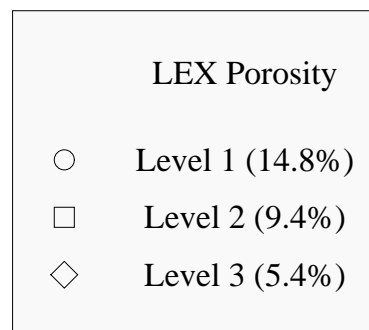 LEX Porosity
Level 1 (14.8%)
Level 2 (9.4%)
Level 3 (5.4%)